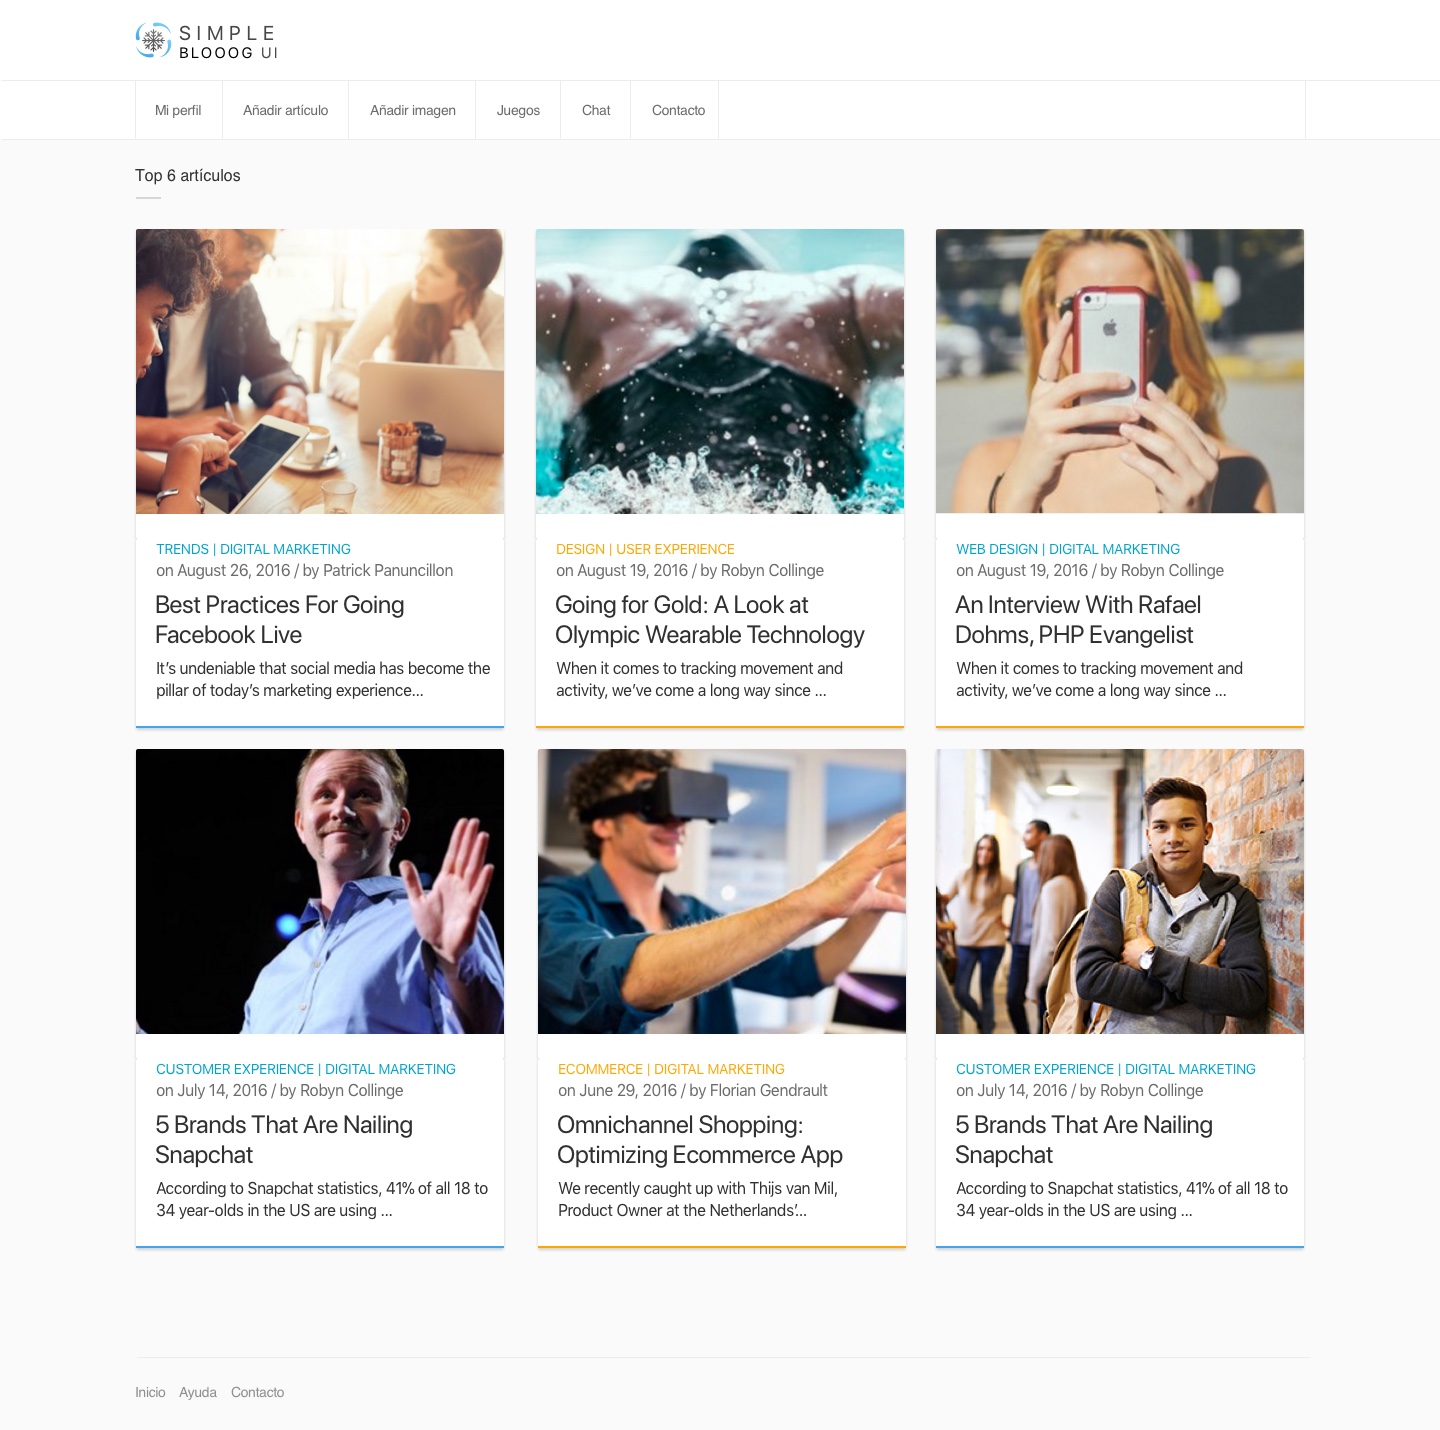 SIMPLE
BLOOOG UI
Mi perfil Añadir artículo Añadir imagen Juegos Chat Contacto
Top 6 artículos
TRENDS | DIGITAL MARKETING
on August 26, 2016 / by Patrick Panuncillon
Best Practices For Going
Facebook Live
It’s undeniable that social media has become the
pillar of today’s marketing experience...
DESIGN | USER EXPERIENCE
on August 19, 2016 / by Robyn Collinge
Going for Gold: A Look at
Olympic Wearable Technology
When it comes to tracking movement and
activity, we’ve come a long way since ...
WEB DESIGN | DIGITAL MARKETING
on August 19, 2016 / by Robyn Collinge
An Interview With Rafael
Dohms, PHP Evangelist
When it comes to tracking movement and
activity, we’ve come a long way since ...
CUSTOMER EXPERIENCE | DIGITAL MARKETING
on July 14, 2016 / by Robyn Collinge
5 Brands That Are Nailing
Snapchat
According to Snapchat statistics, 41% of all 18 to
34 year-olds in the US are using ...
ECOMMERCE | DIGITAL MARKETING
on June 29, 2016 / by Florian Gendrault
Omnichannel Shopping:
Optimizing Ecommerce App
We recently caught up with Thijs van Mil,
Product Owner at the Netherlands’...
CUSTOMER EXPERIENCE | DIGITAL MARKETING
on July 14, 2016 / by Robyn Collinge
5 Brands That Are Nailing
Snapchat
According to Snapchat statistics, 41% of all 18 to
34 year-olds in the US are using ...
Inicio Ayuda Contacto